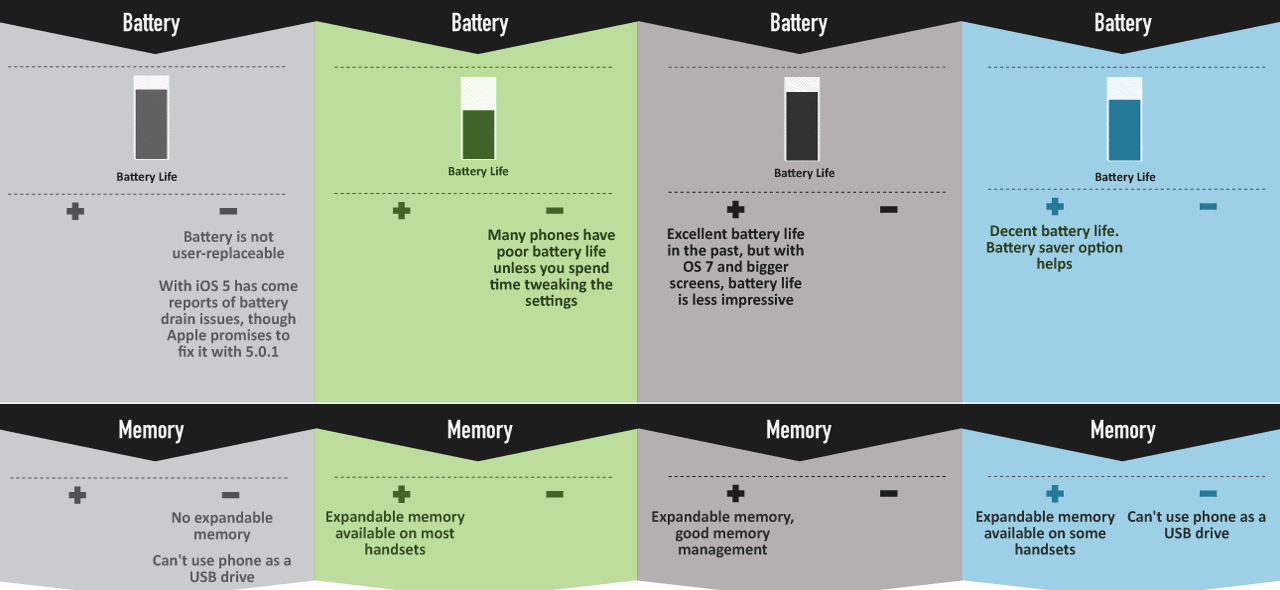 Battery
Battery
Battery
Battery
Battery Life
Battery Life
Battery Life
Battery Life
Battery is not
user-replaceable
With iOS 5 has come
reports of battery
drain issues, though
Apple promises to
fix it with 5.0.1
Many phones have
poor battery life
unless you spend
time tweaking the
settings
Excellent battery life
in the past, but with
OS 7 and bigger
screens, battery life
is less impressive
Decent battery life.
Battery saver option
helps
Memory
Memory
Memory
Memory
No expandable
memory
Can't use phone as a
USB drive
Expandable memory
available on most
handsets
Expandable memory,
good memory
management
Expandable memory
available on some
handsets
Can't use phone as a
USB drive